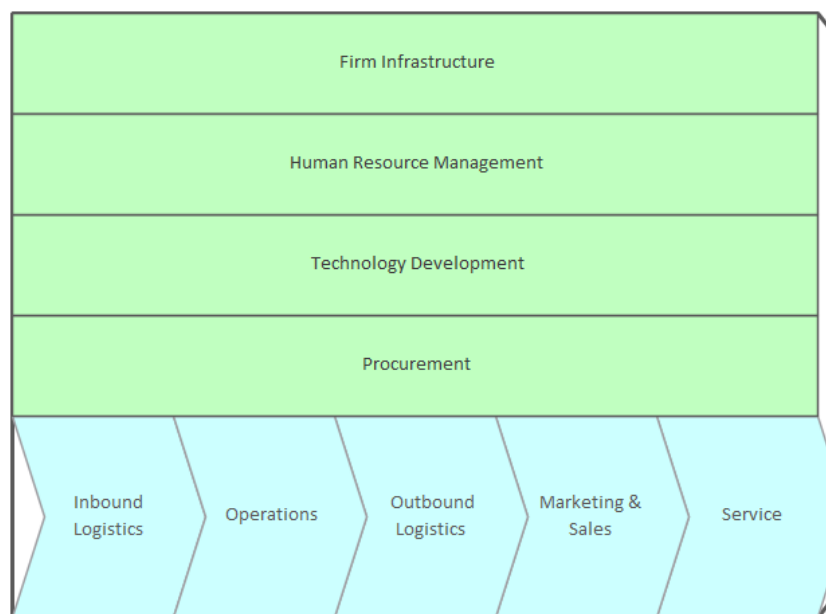 Firm Infrastructure
Human Resource Management
Technology Development
Procurement
Inbound
Logistics
Operations
Outbound
Logistics
Marketing &
Sales
Service